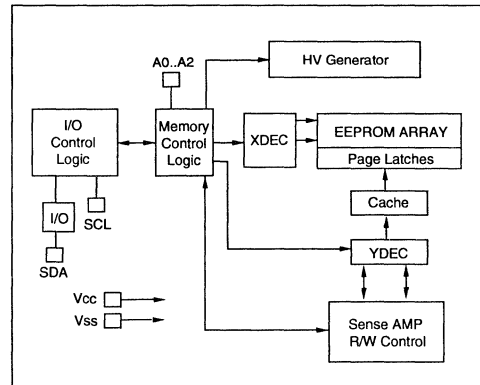 A0..A2
HV Generator
I/O
Control
Logic
Memory
Control
Logic
XDEC
EEPROM ARRAY
Page Latches
Cache
I/O
SCL
SDA
YDEC
Vcc
Vss
Sense AMP
R/W Control